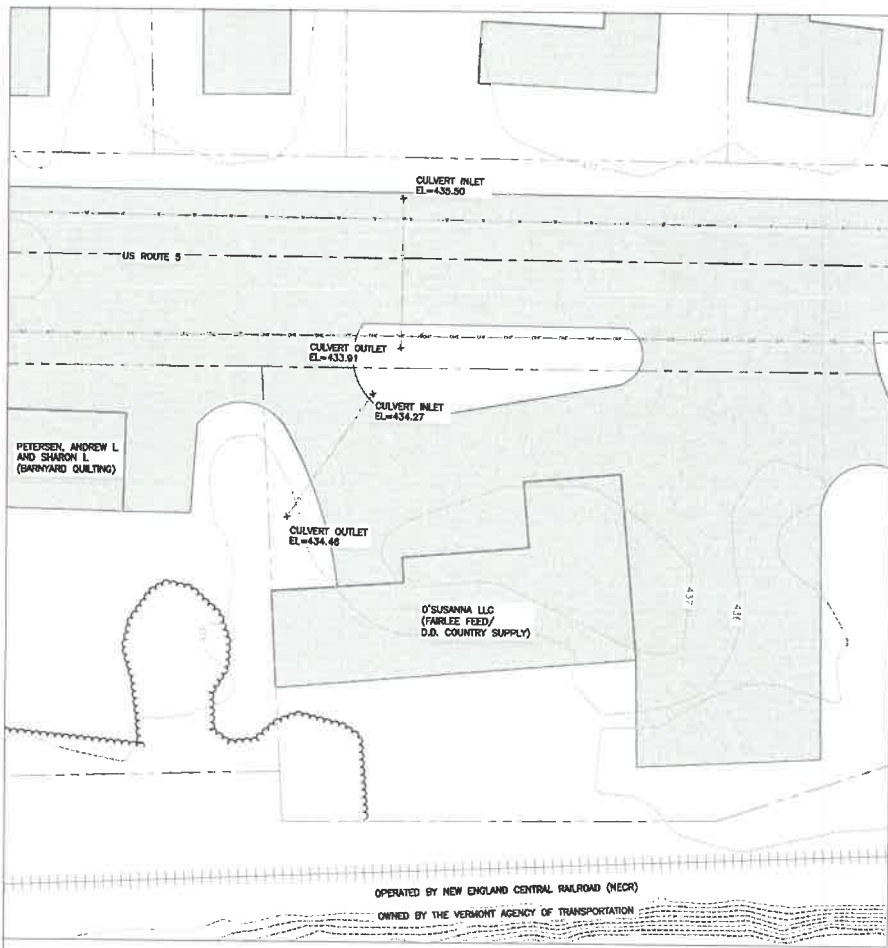 CULVERT INLET
EL=435.50
US ROUTE 5
CULVERT OUTLET
EL=433.91
CULVERT INLET
EL=434.27
PETERSEN, ANDREW L
AND SHARON L
(BARNYARD QUILTING)
CULVERT OUTLET
EL=434.46
O'SUSANNA LLC
(FAIRLEE FEED/
D.D. COUNTRY SUPPLY)
437
436
OPERATED BY NEW ENGLAND CENTRAL RAILROAD (NECR)
OWNED BY THE VERMONT AGENCY OF TRANSPORTATION